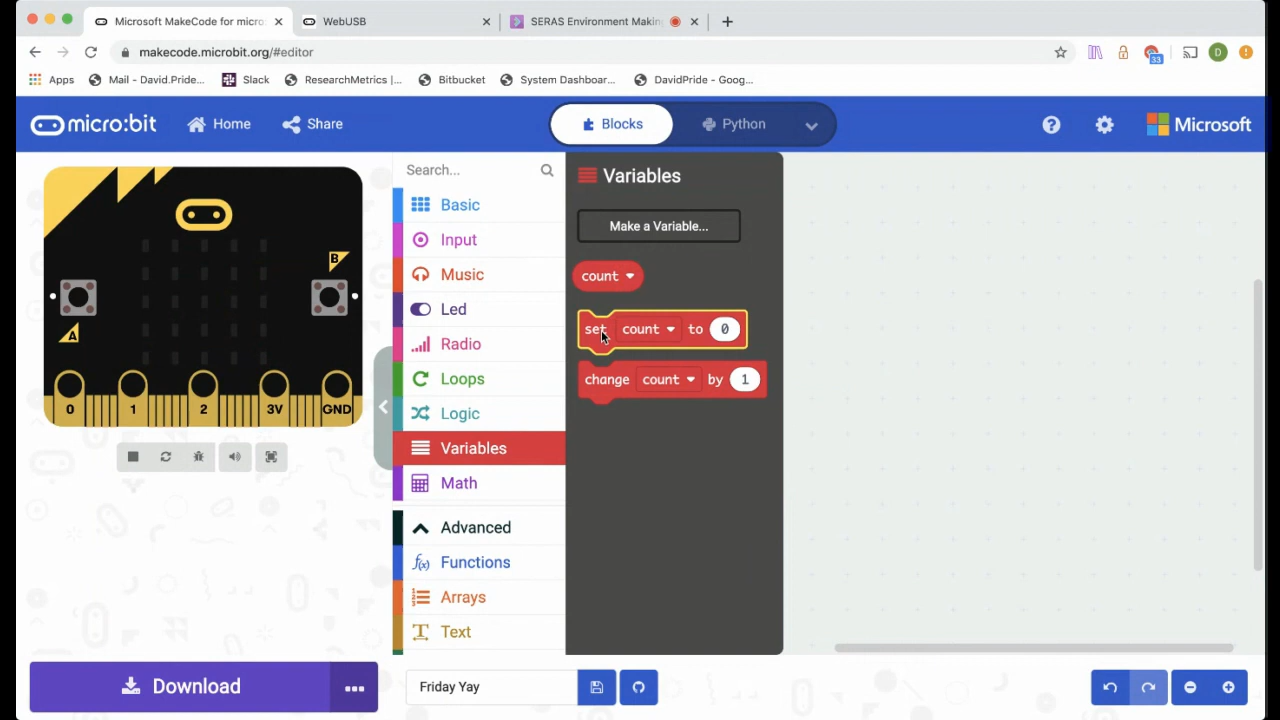 Microsoft MakeCode for micro:
WebUSB
SERAS Environment Making
makecode.microbit.org/#editor
33
D
Apps
Mail - David.Pride...
Slack
ResearchMetrics |...
Bitbucket
System Dashboar...
DavidPride - Goog...
micro:bit
Home
Share
Blocks
Python
Microsoft
Search...
Variables
Basic
Make a Variable...
Input
Music
count
Led
set count to 0
Radio
Loops
change count by 1
Logic
Variables
Math
Advanced
Functions
Arrays
Text
B
A
0 1 2 3V GND
Download
Friday Yay